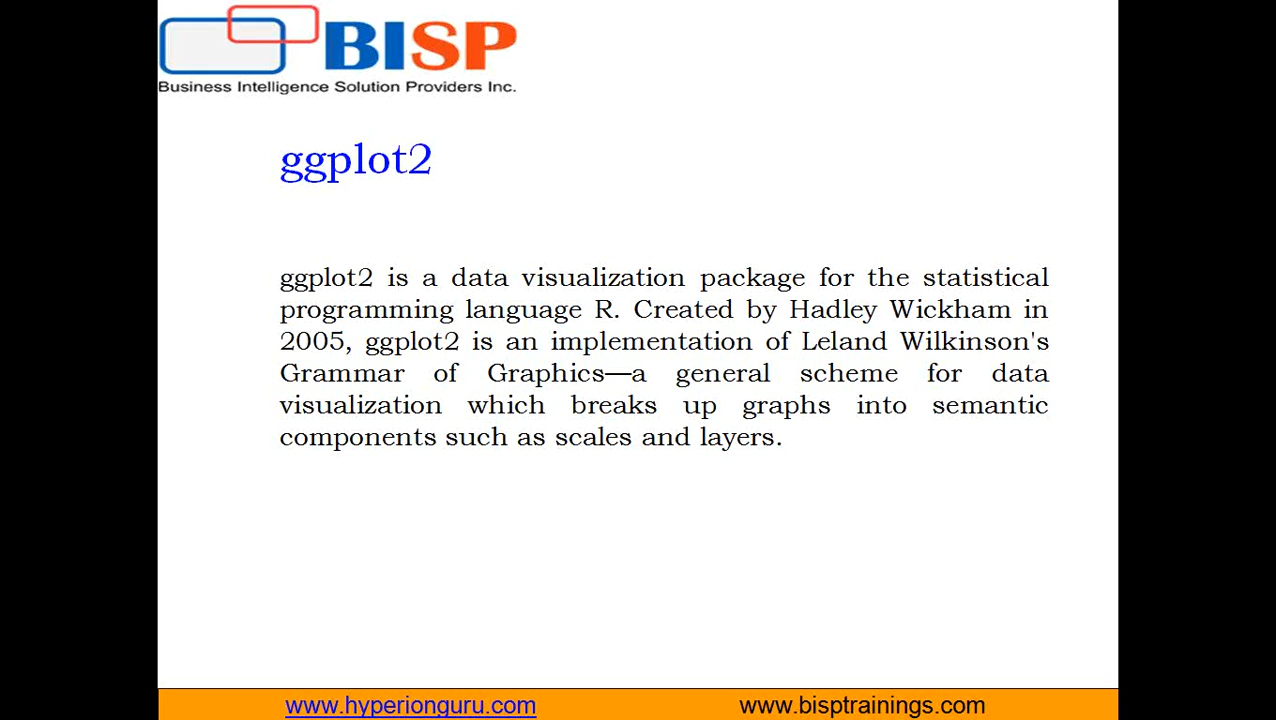 BISP
Business Intelligence Solution Providers Inc.
ggplot2
ggplot2 is a data visualization package for the statistical
programming language R. Created by Hadley Wickham in
2005, ggplot2 is an implementation of Leland Wilkinson's
Grammar of Graphics—a general scheme for data
visualization which breaks up graphs into semantic
components such as scales and layers.
www.hyperionguru.com www.bisptrainings.com